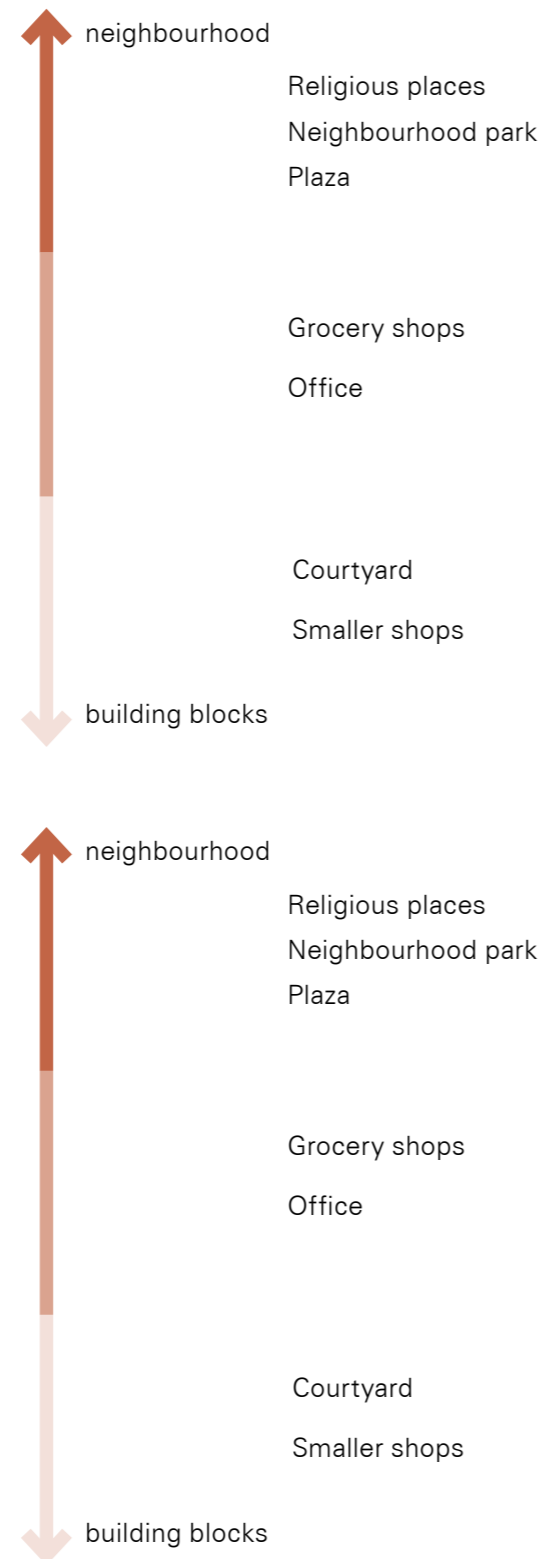 neighbourhood
Religious places
Neighbourhood park
Plaza
Grocery shops
Office
Courtyard
Smaller shops
building blocks
neighbourhood
Religious places
Neighbourhood park
Plaza
Grocery shops
Office
Courtyard
Smaller shops
building blocks